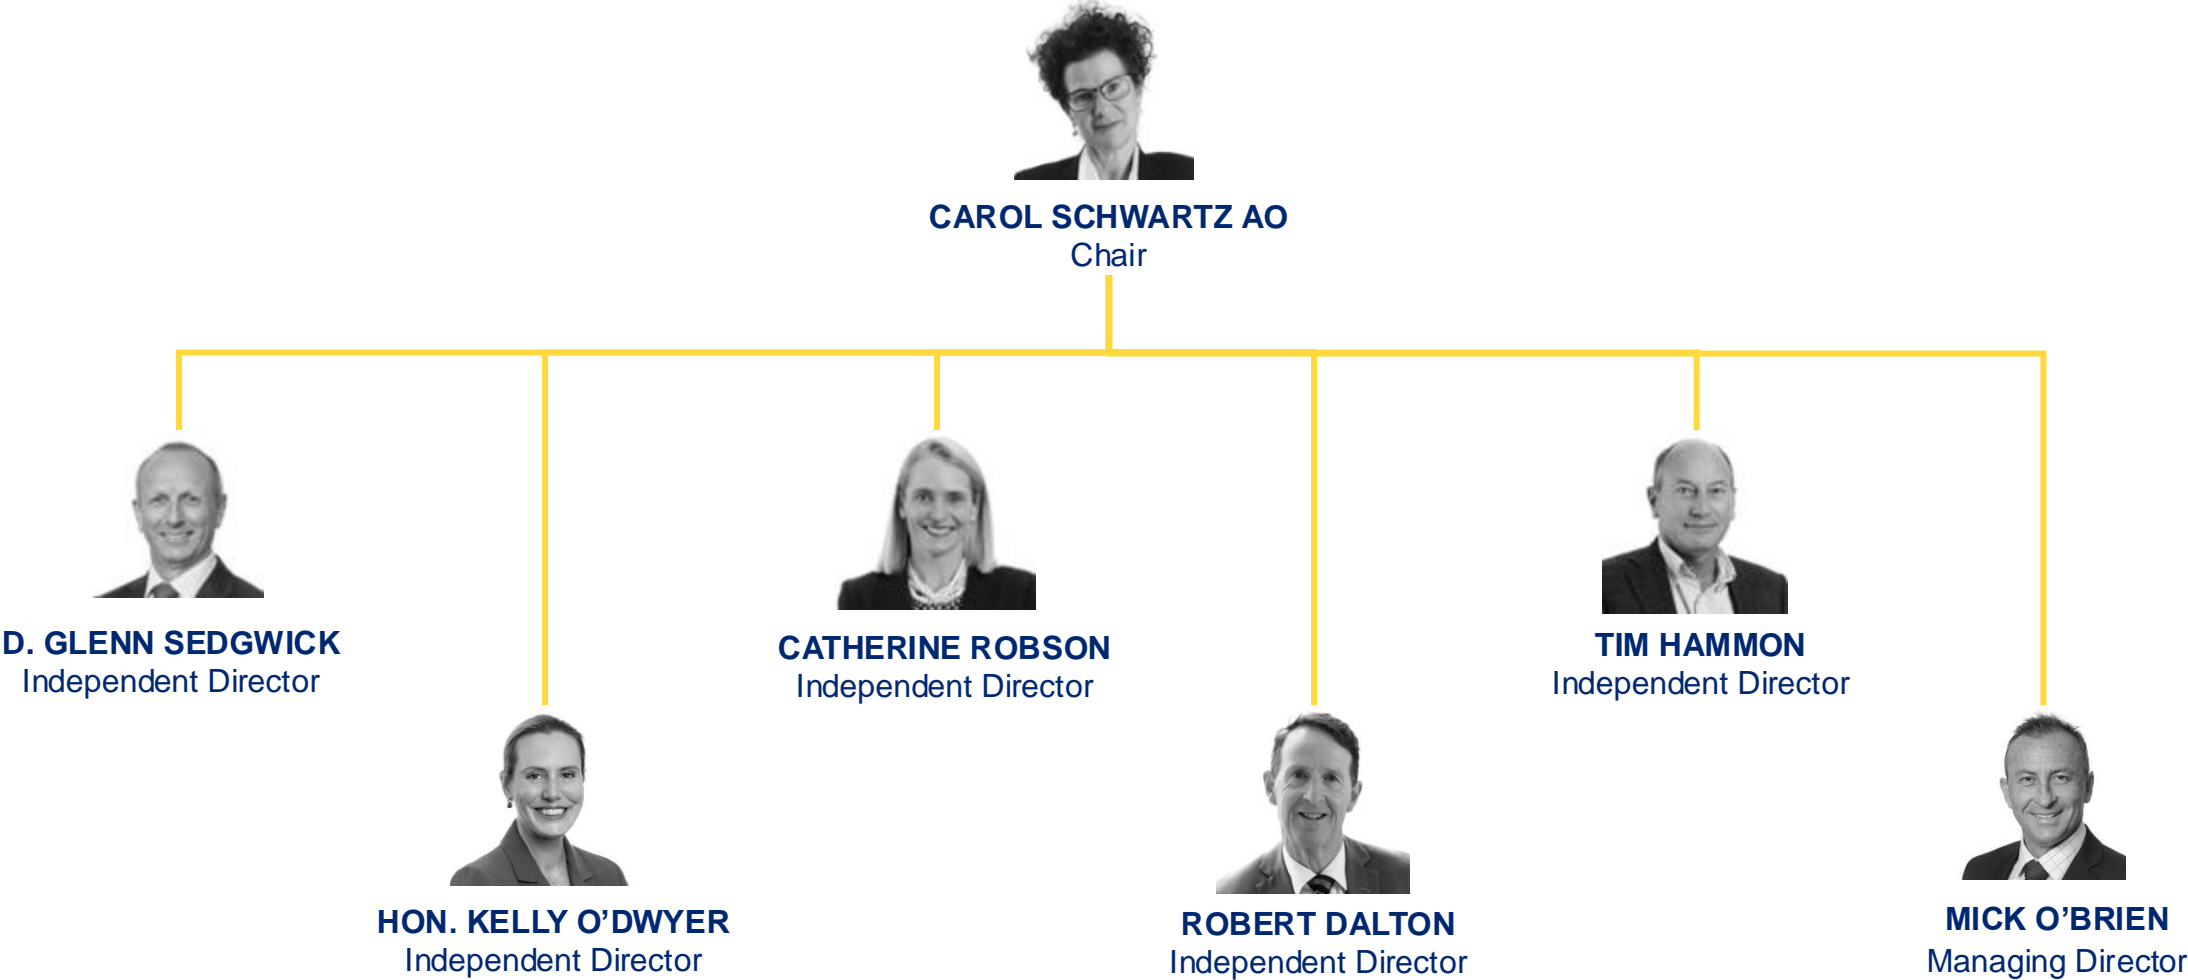 CAROL SCHWARTZ AO
Chair
D. GLENN SEDGWICK
Independent Director
CATHERINE ROBSON
Independent Director
TIM HAMMON
Independent Director
HON. KELLY O’DWYER
Independent Director
ROBERT DALTON
Independent Director
MICK O’BRIEN
Managing Director